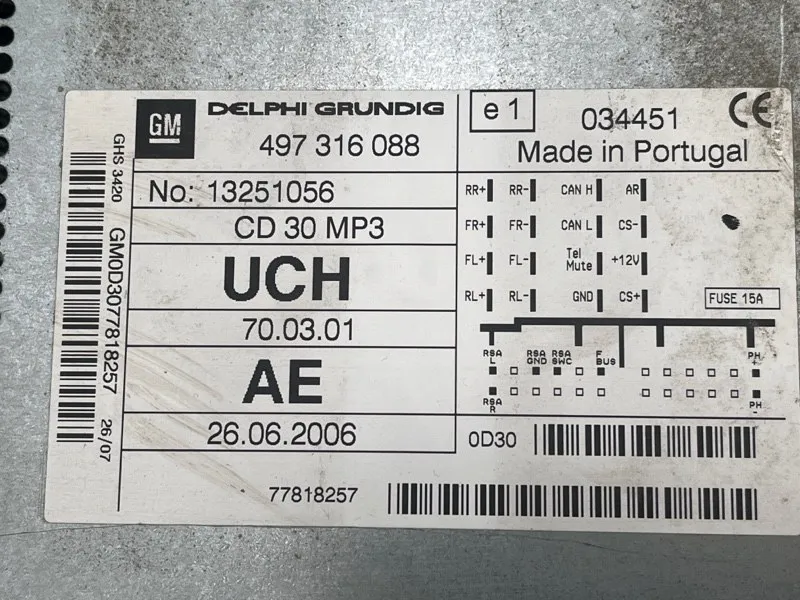 GM DELPHI GRUNDIG
497 316 088
e 1
034451
CE
Made in Portugal
GHS 3420 GM0D3077818257 26/07
No: 13251056
CD 30 MP3
UCH
70.03.01
AE
26.06.2006
RR+ RR- CAN H AR
FR+ FR- CAN L CS-
FL+ FL- Tel Mute +12V
RL+ RL- GND CS+
FUSE 15A
RSA L
RSA GND
RSA SWC
F BUS
PH +
RSA R
PH -
0D30
77818257